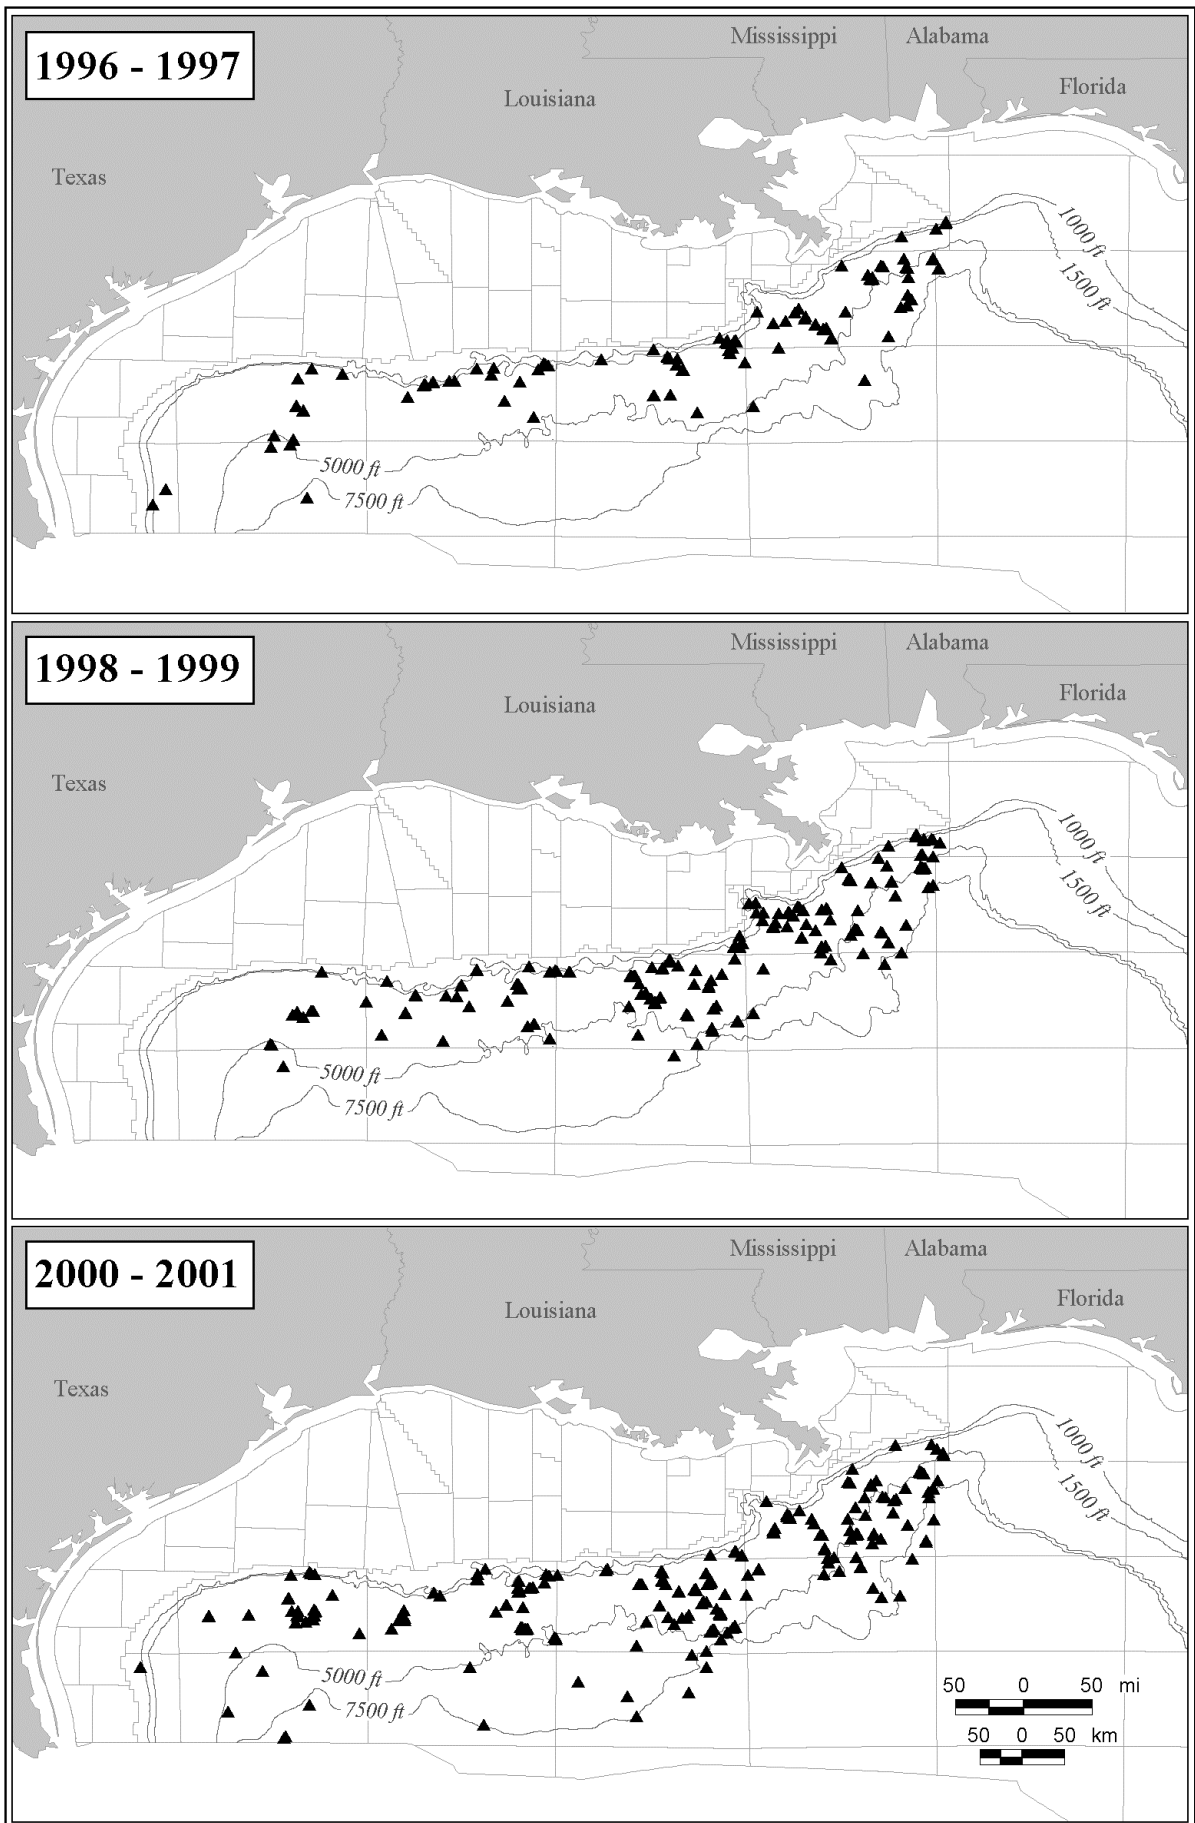 Mississippi
Alabama
1996 - 1997
Florida
Louisiana
Texas
1000 ft
1500 ft
5000 ft
7500 ft
Mississippi
Alabama
1998 - 1999
Florida
Louisiana
Texas
1000 ft
1500 ft
5000 ft
7500 ft
Mississippi
Alabama
2000 - 2001
Florida
Louisiana
Texas
1000 ft
1500 ft
5000 ft
7500 ft
50 0 50 mi
50 0 50 km